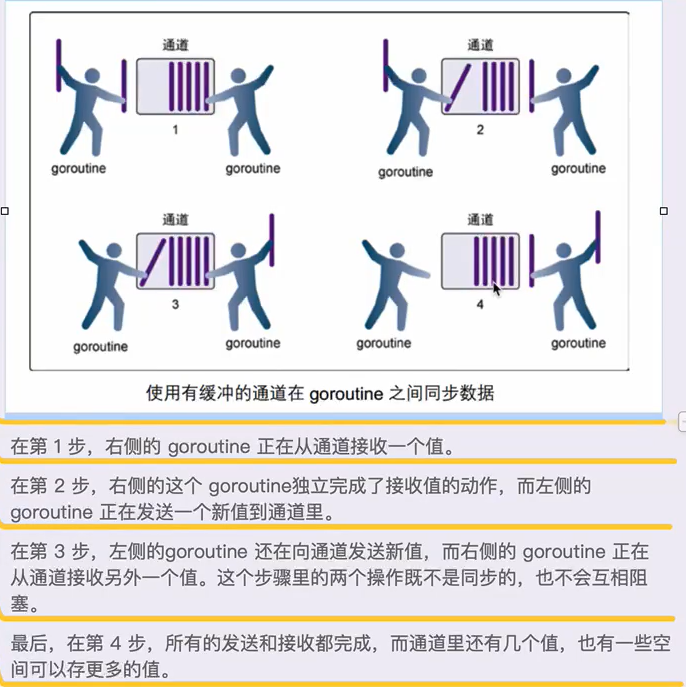 通道 通道
1 2
goroutine goroutine goroutine goroutine
通道 通道
3 4
goroutine goroutine goroutine goroutine
使用有缓冲的通道在 goroutine 之间同步数据
在第 1 步，右侧的 goroutine 正在从通道接收一个值。
在第 2 步，右侧的这个 goroutine独立完成了接收值的动作，而左侧的
goroutine 正在发送一个新值到通道里。
在第 3 步，左侧的goroutine 还在向通道发送新值，而右侧的 goroutine 正在
从通道接收另外一个值。这个步骤里的两个操作既不是同步的，也不会互相阻
塞。
最后，在第 4 步，所有的发送和接收都完成，而通道里还有几个值，也有一些空
间可以存更多的值。